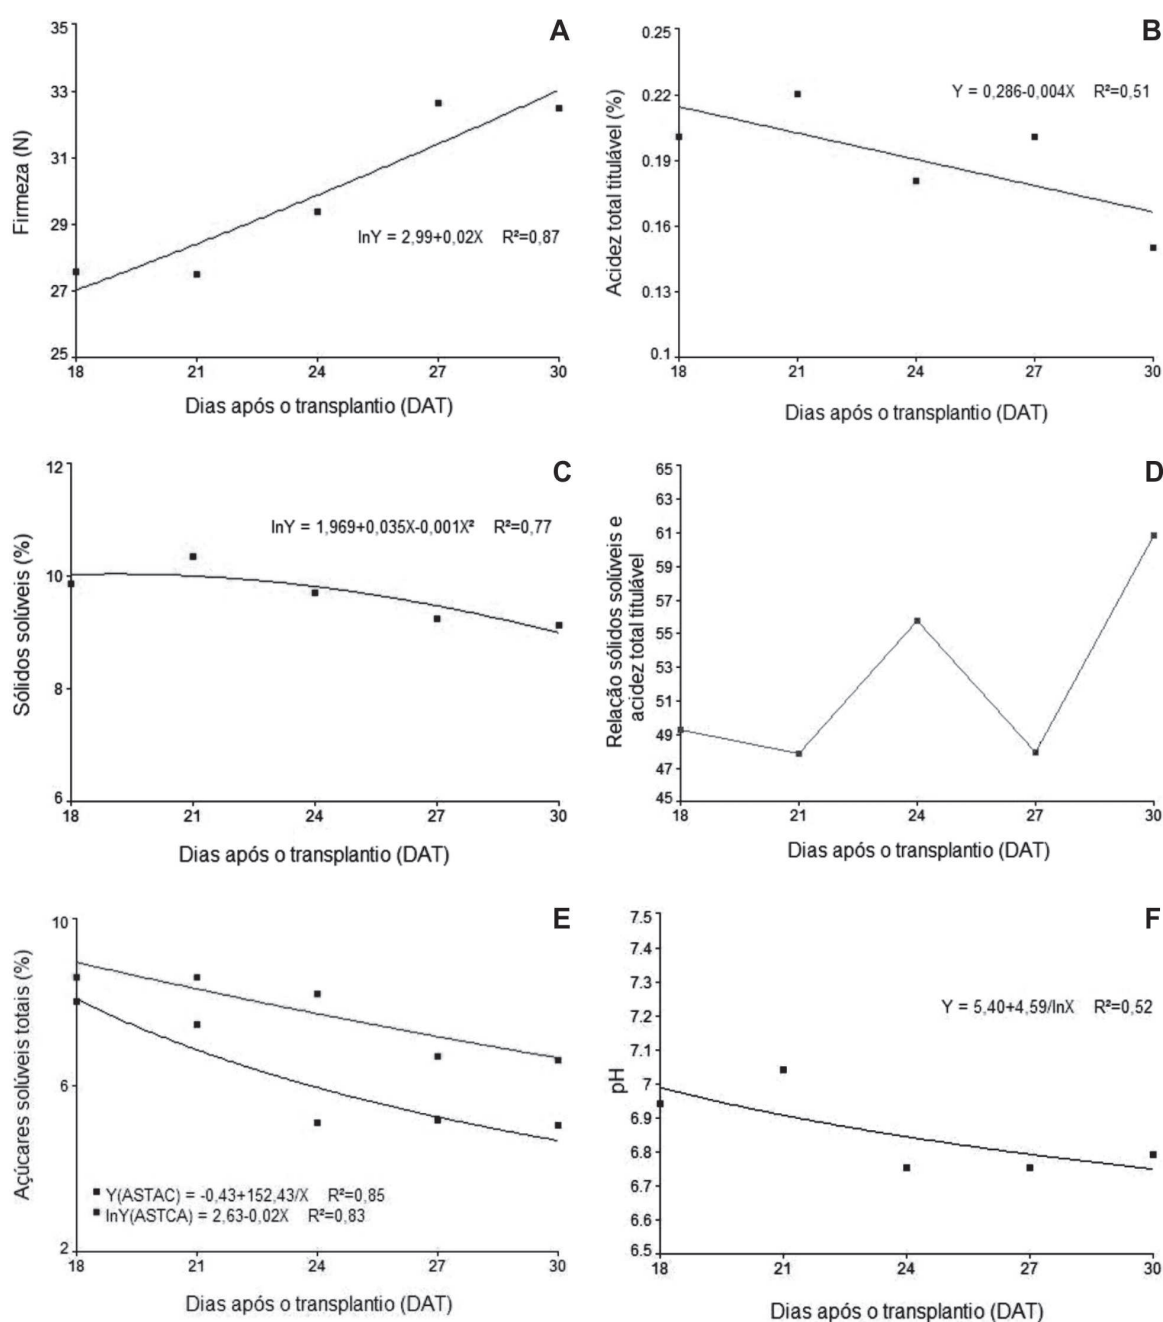 A
Firmeza (N)
35
33
31
29
27
25
lnY = 2,99+0,02X R²=0,87
18 21 24 27 30
Dias após o transplantio (DAT)
B
Acidez total titulável (%)
0.25
0.22
0.19
0.16
0.13
0.1
Y = 0,286-0,004X R²=0,51
18 21 24 27 30
Dias após o transplantio (DAT)
C
Sólidos solúveis (%)
12
10
8
6
lnY = 1,969+0,035X-0,001X² R²=0,77
18 21 24 27 30
Dias após o transplantio (DAT)
D
Relação sólidos solúveis e
acidez total titulável
65
63
61
59
57
55
53
51
49
47
45
18 21 24 27 30
Dias após o transplantio (DAT)
E
Açúcares solúveis totais (%)
10
6
2
Y(ASTAC) = -0,43+152,43/X R²=0,85
lnY(ASTCA) = 2,63-0,02X R²=0,83
18 21 24 27 30
Dias após o transplantio (DAT)
F
pH
7.5
7.4
7.3
7.2
7.1
7
6.9
6.8
6.7
6.6
6.5
Y = 5,40+4,59/lnX R²=0,52
18 21 24 27 30
Dias após o transplantio (DAT)